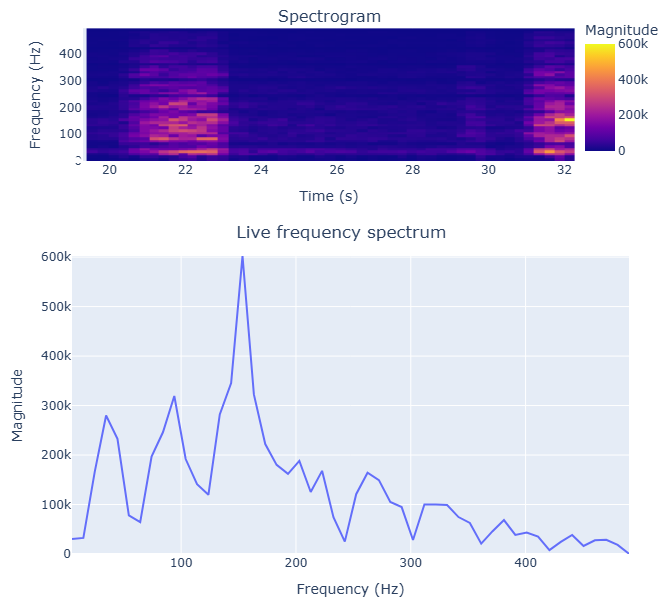 Spectrogram
Magnitude
Frequency (Hz)
400
300
200
100
0
600k
400k
200k
0
20
22
24
26
28
30
32
Time (s)
Live frequency spectrum
Magnitude
600k
500k
400k
300k
200k
100k
0
100
200
300
400
Frequency (Hz)